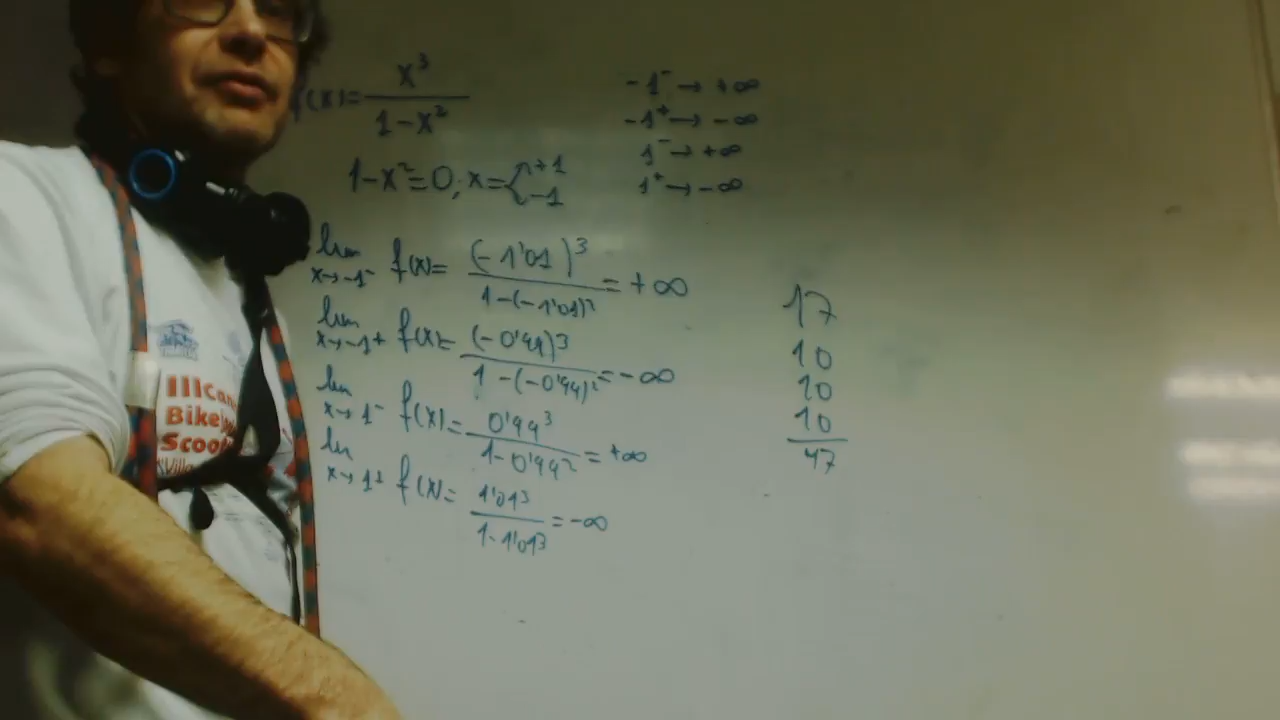 f(x)= x³ / 1-x²
1-x²=0; x= +1 -1
-1⁻ → +∞
-1⁺ → -∞
1⁻ → +∞
1⁺ → -∞
lim x→-1⁻ f(x)= (-1'01)³ / 1-(-1'01)² = +∞
lim x→-1⁺ f(x)= (-0'99)³ / 1-(-0'99)² = -∞
lim x→1⁻ f(x)= 0'99³ / 1-0'99² = +∞
lim x→1⁺ f(x)= 1'01³ / 1-1'01³ = -∞
17
10
10
10
47
IllCan
Bike
Scoo